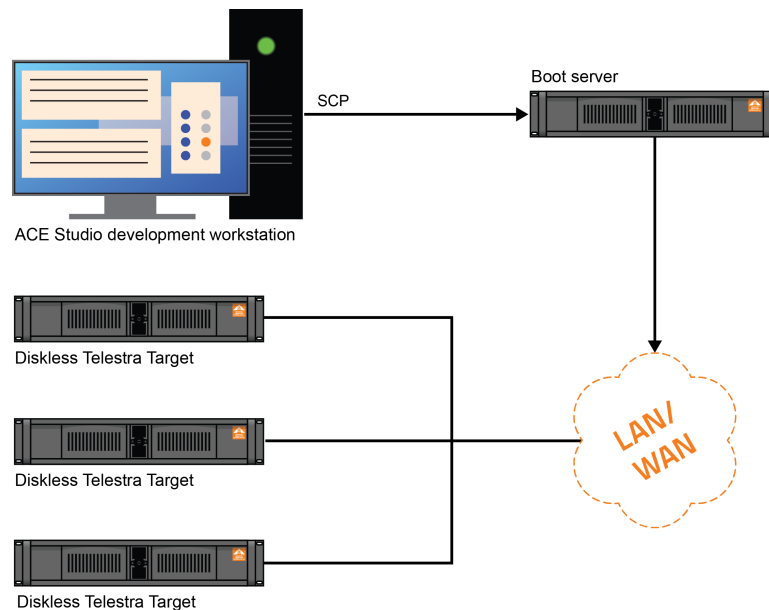 Boot server
SCP
ACE Studio development workstation
Diskless Telestra Target
LAN/
WAN
Diskless Telestra Target
Diskless Telestra Target